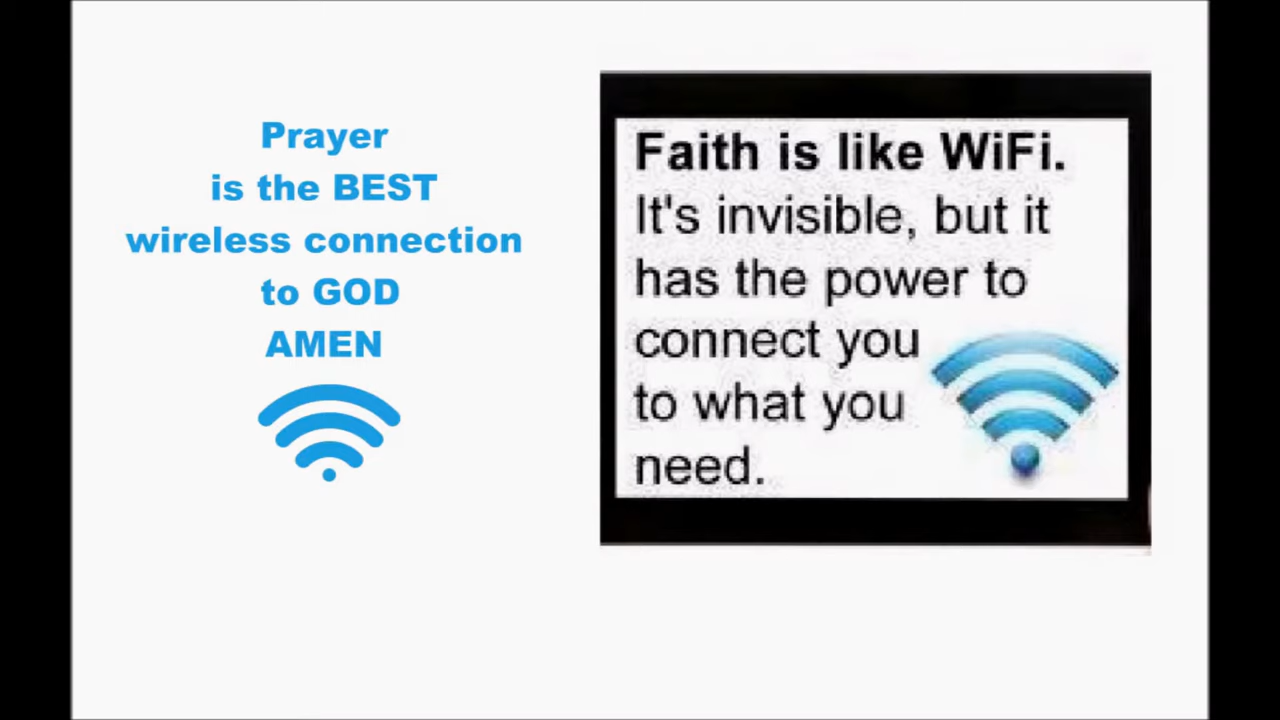 Prayer
is the BEST
wireless connection
to GOD
AMEN
Faith is like WiFi.
It's invisible, but it
has the power to
connect you
to what you
need.